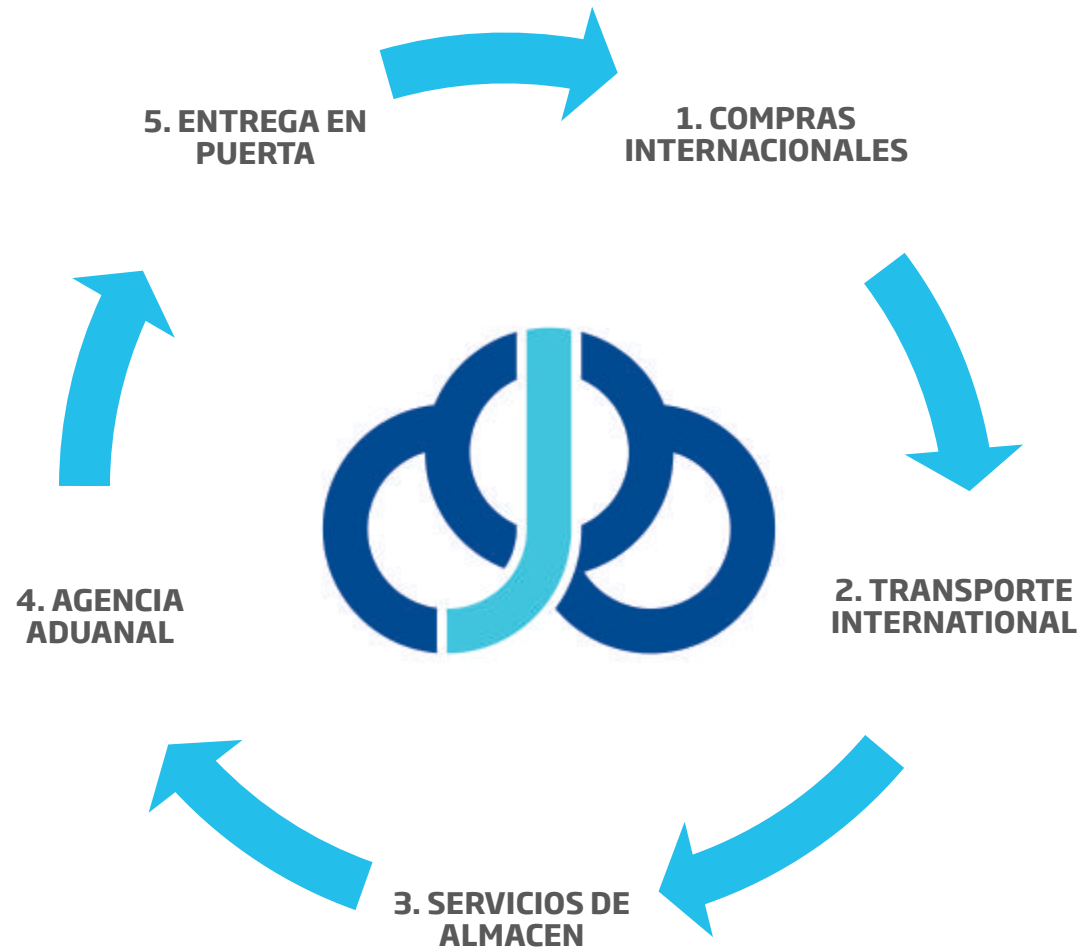 1. COMPRAS
INTERNACIONALES
2. TRANSPORTE
INTERNATIONAL
3. SERVICIOS DE
ALMACEN
4. AGENCIA
ADUANAL
5. ENTREGA EN
PUERTA